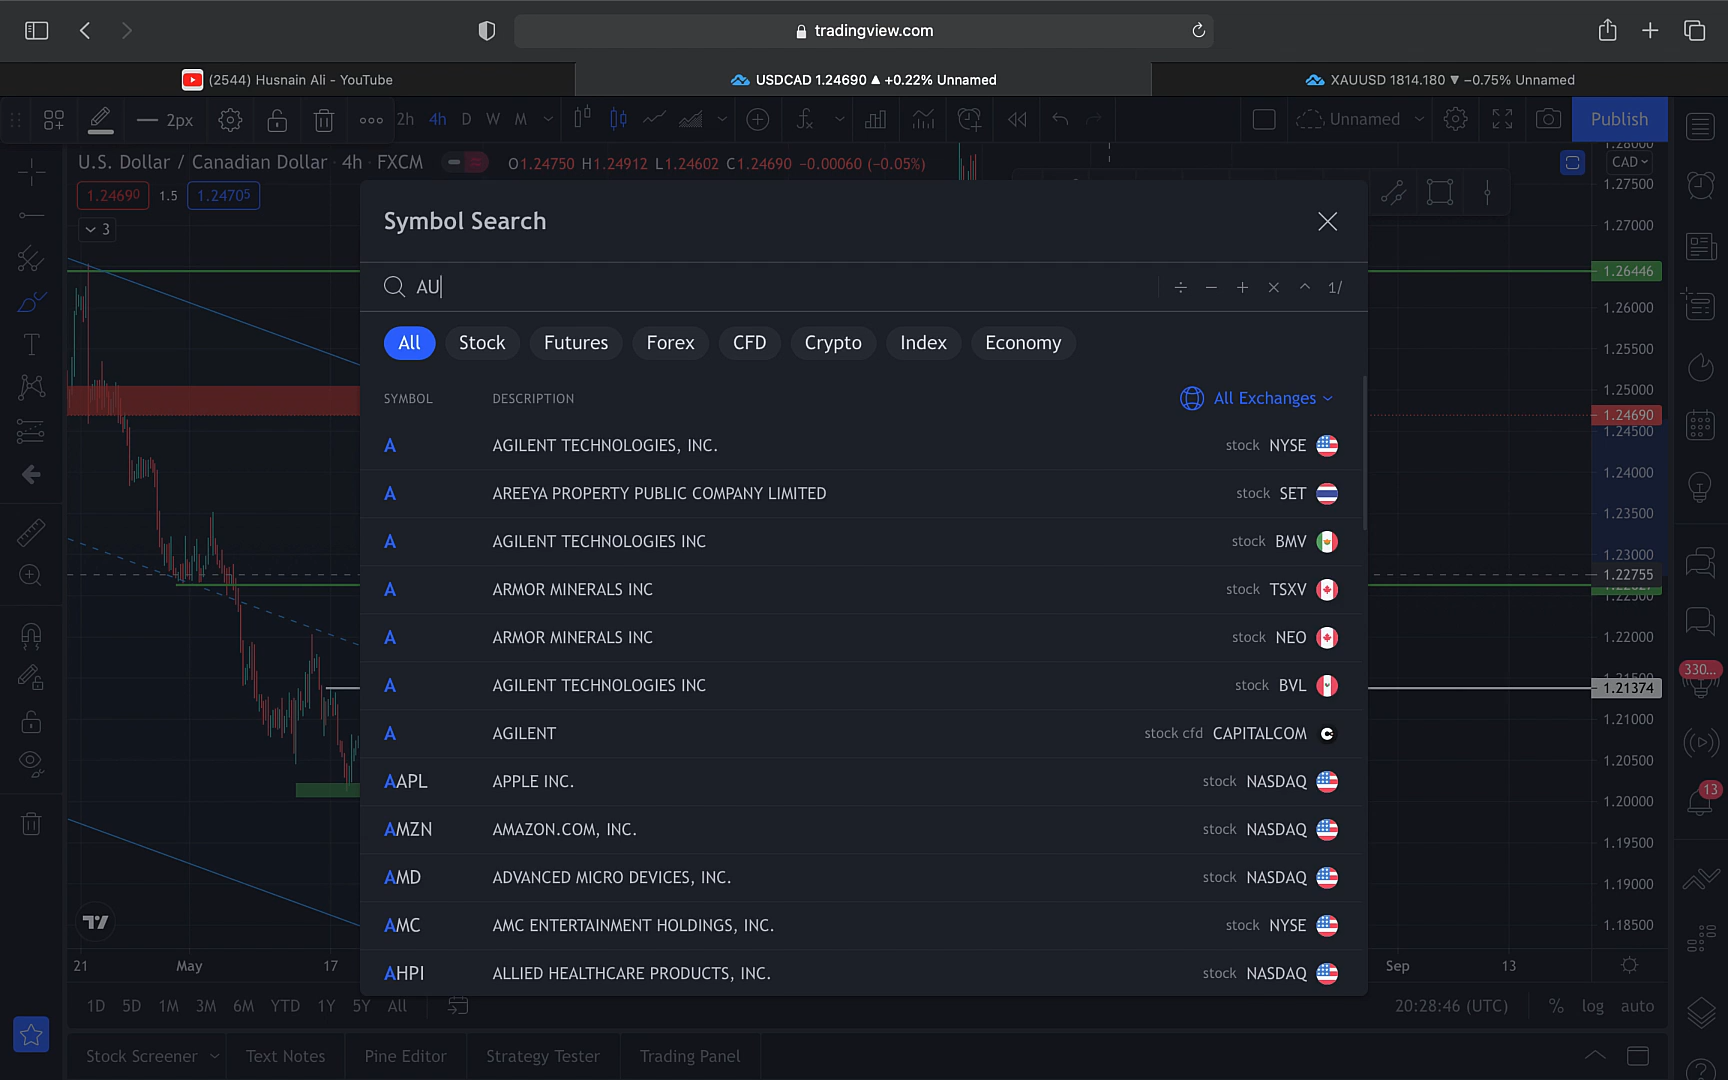 tradingview.com
(2544) Husnain Ali - YouTube
USDCAD 1.24690 ▲ +0.22% Unnamed
XAUUSD 1814.180 ▼ −0.75% Unnamed
2px
2h 4h D W M
Unnamed
Publish
U.S. Dollar / Canadian Dollar · 4h · FXCM
O1.24750 H1.24912 L1.24602 C1.24690 −0.00060 (−0.05%)
CAD
1.24690 1.5 1.24705
3
Symbol Search
AU
÷ − + × ^ 1/
All Stock Futures Forex CFD Crypto Index Economy
SYMBOL DESCRIPTION All Exchanges
A AGILENT TECHNOLOGIES, INC. stock NYSE
A AREEYA PROPERTY PUBLIC COMPANY LIMITED stock SET
A AGILENT TECHNOLOGIES INC stock BMV
A ARMOR MINERALS INC stock TSXV
A ARMOR MINERALS INC stock NEO
A AGILENT TECHNOLOGIES INC stock BVL
A AGILENT stock cfd CAPITALCOM
AAPL APPLE INC. stock NASDAQ
AMZN AMAZON.COM, INC. stock NASDAQ
AMD ADVANCED MICRO DEVICES, INC. stock NASDAQ
AMC AMC ENTERTAINMENT HOLDINGS, INC. stock NYSE
AHPI ALLIED HEALTHCARE PRODUCTS, INC. stock NASDAQ
1.27500
1.27000
1.26446
1.26000
1.25500
1.25000
1.24690
1.24500
1.24000
1.23500
1.23000
1.22755
1.22000
1.21374
1.21000
1.20500
1.20000
1.19500
1.19000
1.18500
330...
13
21 May 17 Sep 13
1D 5D 1M 3M 6M YTD 1Y 5Y All
20:28:46 (UTC) % log auto
Stock Screener Text Notes Pine Editor Strategy Tester Trading Panel